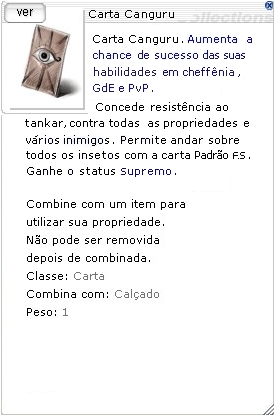 ver
Carta Canguru
ollections
Carta Canguru. Aumenta a
chance de sucesso das suas
habilidades em cheffênia,
GdE e PvP.
Concede resistência ao
tankar, contra todas as propriedades e
vários inimigos. Permite andar sobre
todos os insetos com a carta Padrão F.S.
Ganhe o status Supremo.
Combine com um item para
utilizar sua propriedade.
Não pode ser removida
depois de combinada.
Classe: Carta
Combina com: Calçado
Peso: 1